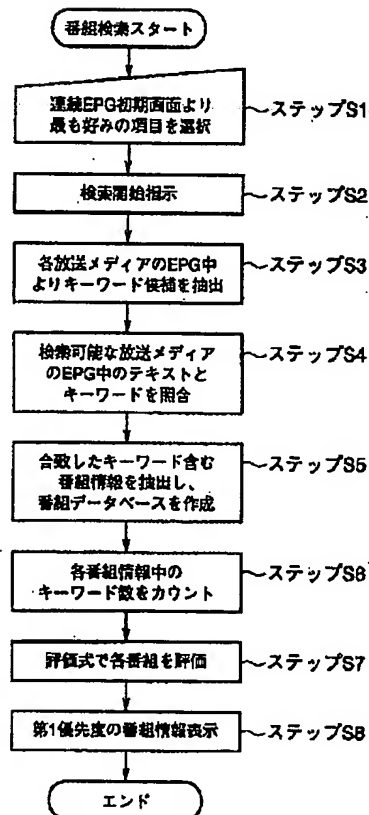 番組検索スタート
連続EPG初期画面より
最も好みの項目を選択
ステップS1
検索開始指示
ステップS2
各放送メディアのEPG中
よりキーワード候補を抽出
ステップS3
検索可能な放送メディア
のEPG中のテキストと
キーワードを照合
ステップS4
合致したキーワード含む
番組情報を抽出し、
番組データベースを作成
ステップS5
各番組情報中の
キーワード数をカウント
ステップS6
評価式で各番組を評価
ステップS7
第1優先度の番組情報表示
ステップS8
エンド